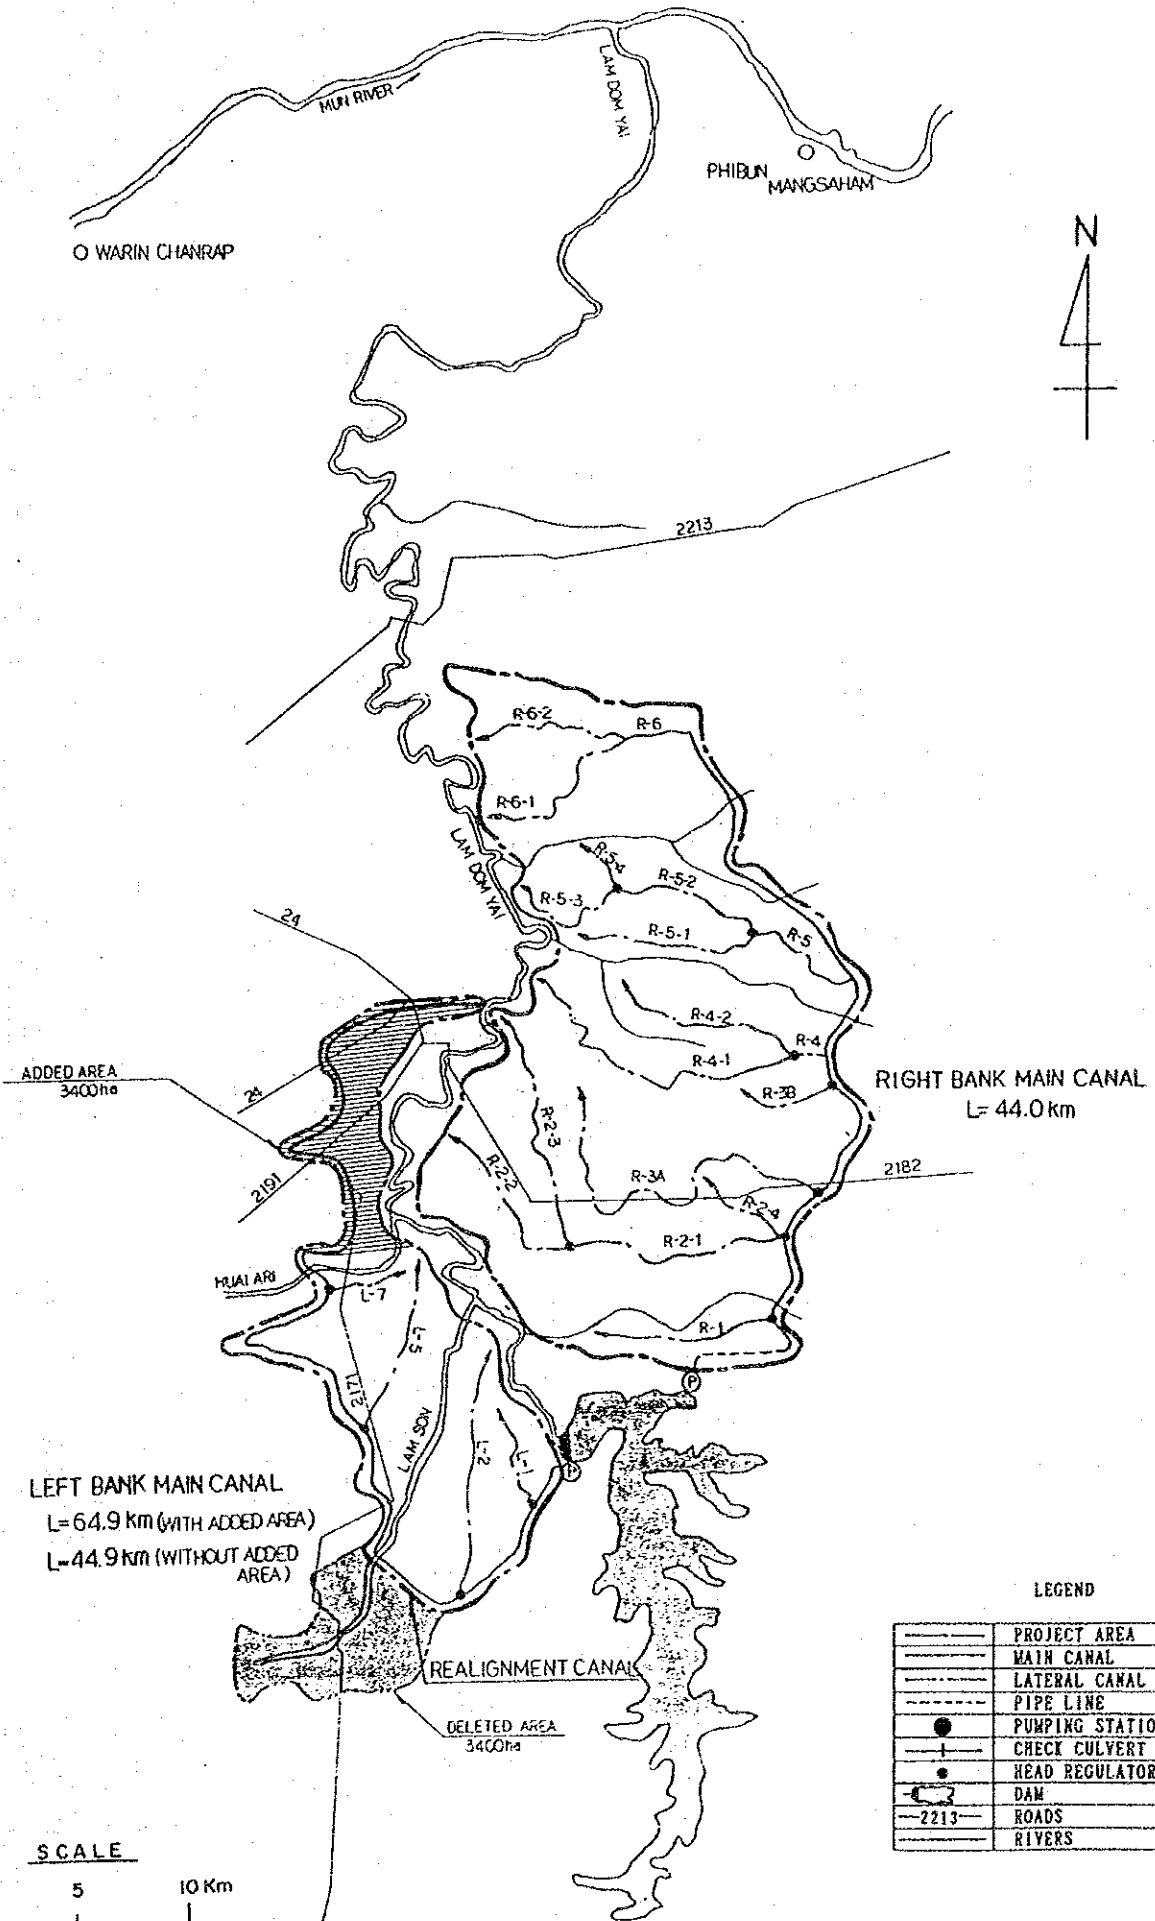 MUN RIVER
LAM DOM YAI
PHIBUN
MANGSAHAM
O WARIN CHANRAP
N
2213
R-6-2
R-6
R-6-1
LAM DOM YAI
R-5-4
R-5-2
R-5-3
R-5-1
R-5
24
R-4-2
R-4
R-4-1
ADDED AREA
3400ha
24
R-3B
RIGHT BANK MAIN CANAL
L= 44.0 km
R-2-3
R-2-2
2191
R-3A
2182
R-2-4
R-2-1
HUAI ARI
L-7
L-5
R-1
2171
P
LAM SON
L-2
L-1
P
LEFT BANK MAIN CANAL
L=64.9 km (WITH ADDED AREA)
L=44.9 km (WITHOUT ADDED
AREA)
REALIGNMENT CANAL
DELETED AREA
3400ha
LEGEND
PROJECT AREA
MAIN CANAL
LATERAL CANAL
PIPE LINE
PUMPING STATIO
CHECK CULVERT
HEAD REGULATOR
DAM
2213 ROADS
RIVERS
SCALE
5 10 Km